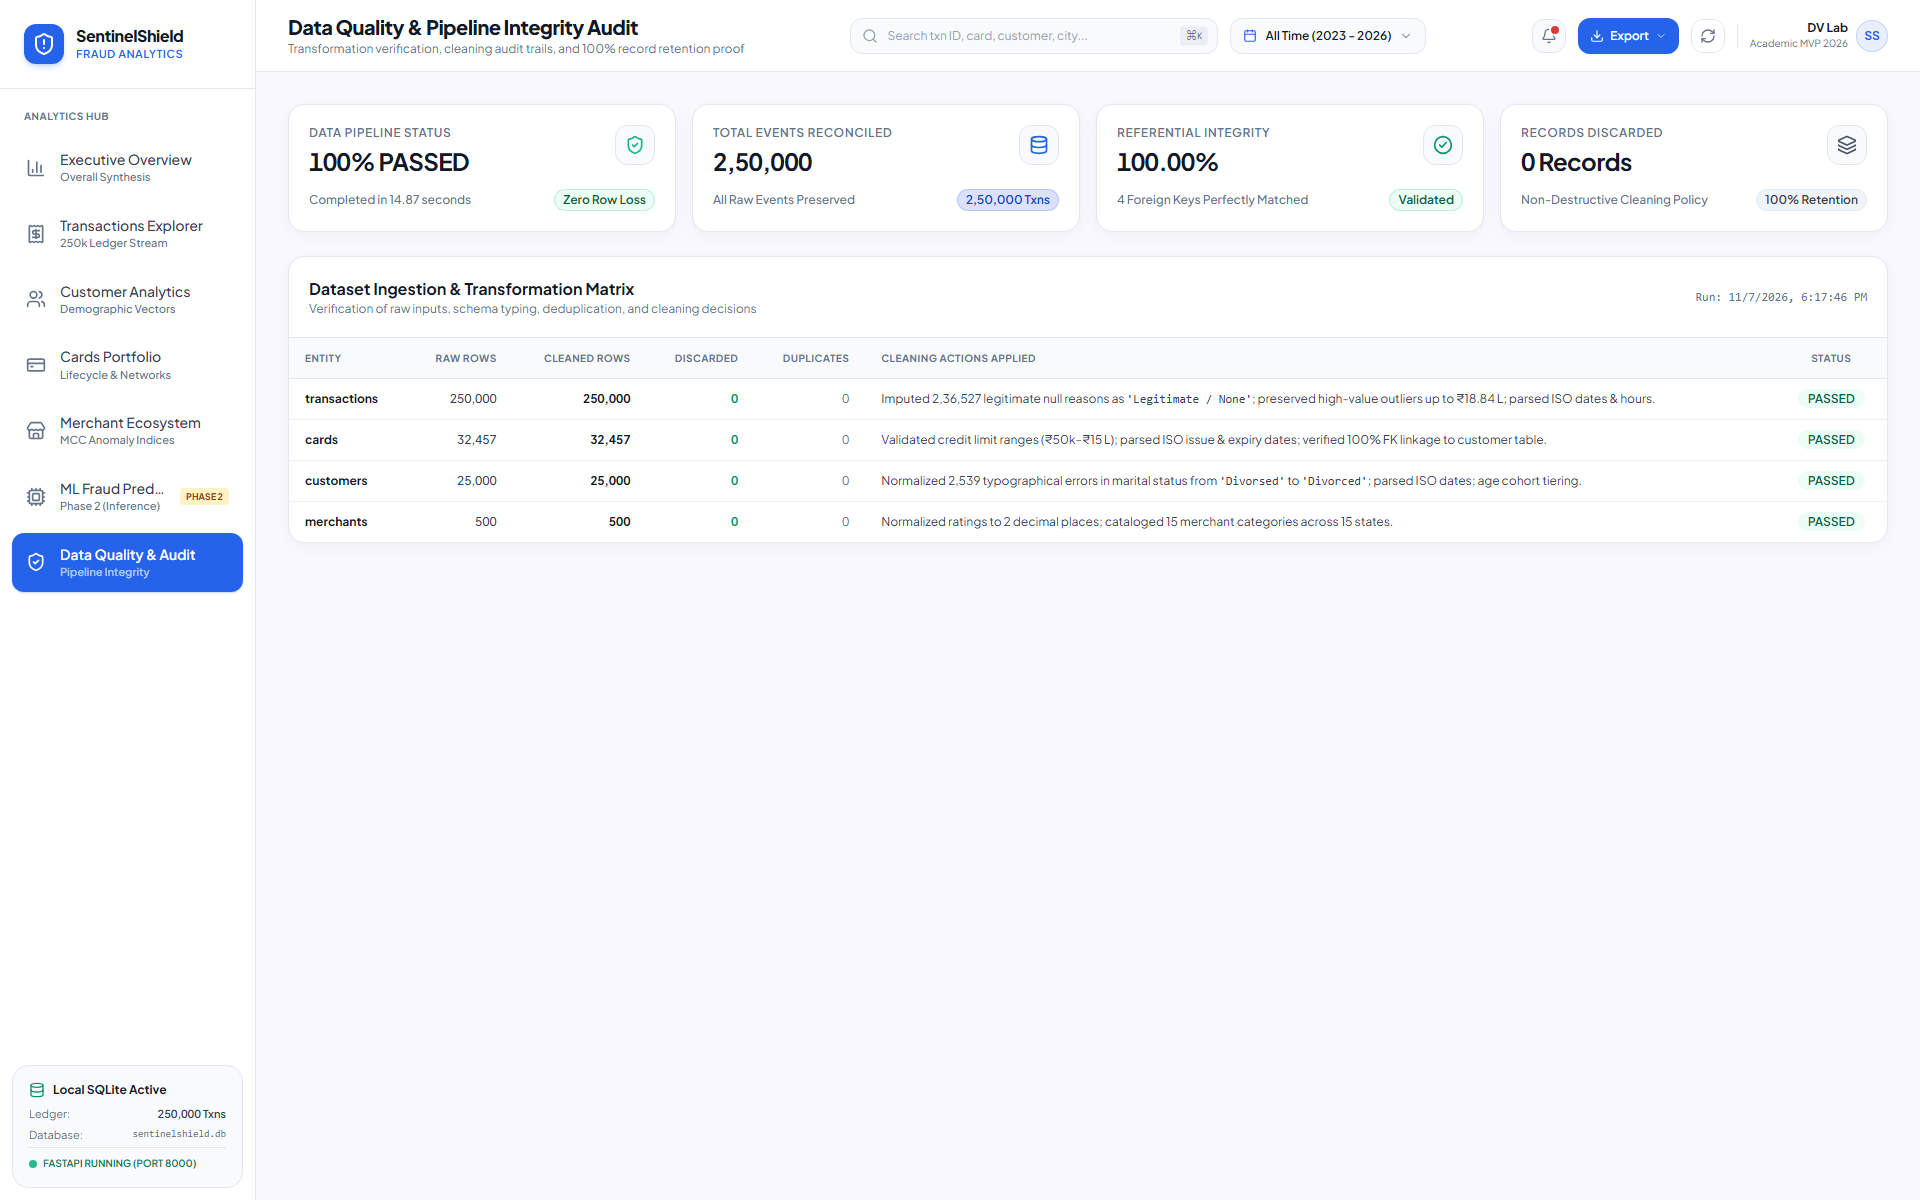 SentinelShield
FRAUD ANALYTICS
ANALYTICS HUB
Executive Overview
Overall Synthesis
Transactions Explorer
250k Ledger Stream
Customer Analytics
Demographic Vectors
Cards Portfolio
Lifecycle & Networks
Merchant Ecosystem
MCC Anomaly Indices
ML Fraud Pred... PHASE 2
Phase 2 (Inference)
Data Quality & Audit
Pipeline Integrity
Local SQLite Active
Ledger: 250,000 Txns
Database: sentinelshield.db
FASTAPI RUNNING (PORT 8000)
Data Quality & Pipeline Integrity Audit
Transformation verification, cleaning audit trails, and 100% record retention proof
Search txn ID, card, customer, city... ⌘K
All Time (2023 - 2026)
Export
DV Lab
Academic MVP 2026
SS
DATA PIPELINE STATUS
100% PASSED
Completed in 14.87 seconds Zero Row Loss
TOTAL EVENTS RECONCILED
2,50,000
All Raw Events Preserved 2,50,000 Txns
REFERENTIAL INTEGRITY
100.00%
4 Foreign Keys Perfectly Matched Validated
RECORDS DISCARDED
0 Records
Non-Destructive Cleaning Policy 100% Retention
Dataset Ingestion & Transformation Matrix
Verification of raw inputs, schema typing, deduplication, and cleaning decisions
Run: 11/7/2026, 6:17:46 PM
ENTITY RAW ROWS CLEANED ROWS DISCARDED DUPLICATES CLEANING ACTIONS APPLIED STATUS
transactions 250,000 250,000 0 0 Imputed 2,36,527 legitimate null reasons as 'Legitimate / None'; preserved high-value outliers up to ₹18.84 L; parsed ISO dates & hours. PASSED
cards 32,457 32,457 0 0 Validated credit limit ranges (₹50k–₹15 L); parsed ISO issue & expiry dates; verified 100% FK linkage to customer table. PASSED
customers 25,000 25,000 0 0 Normalized 2,539 typographical errors in marital status from 'Divorsed' to 'Divorced'; parsed ISO dates; age cohort tiering. PASSED
merchants 500 500 0 0 Normalized ratings to 2 decimal places; cataloged 15 merchant categories across 15 states. PASSED